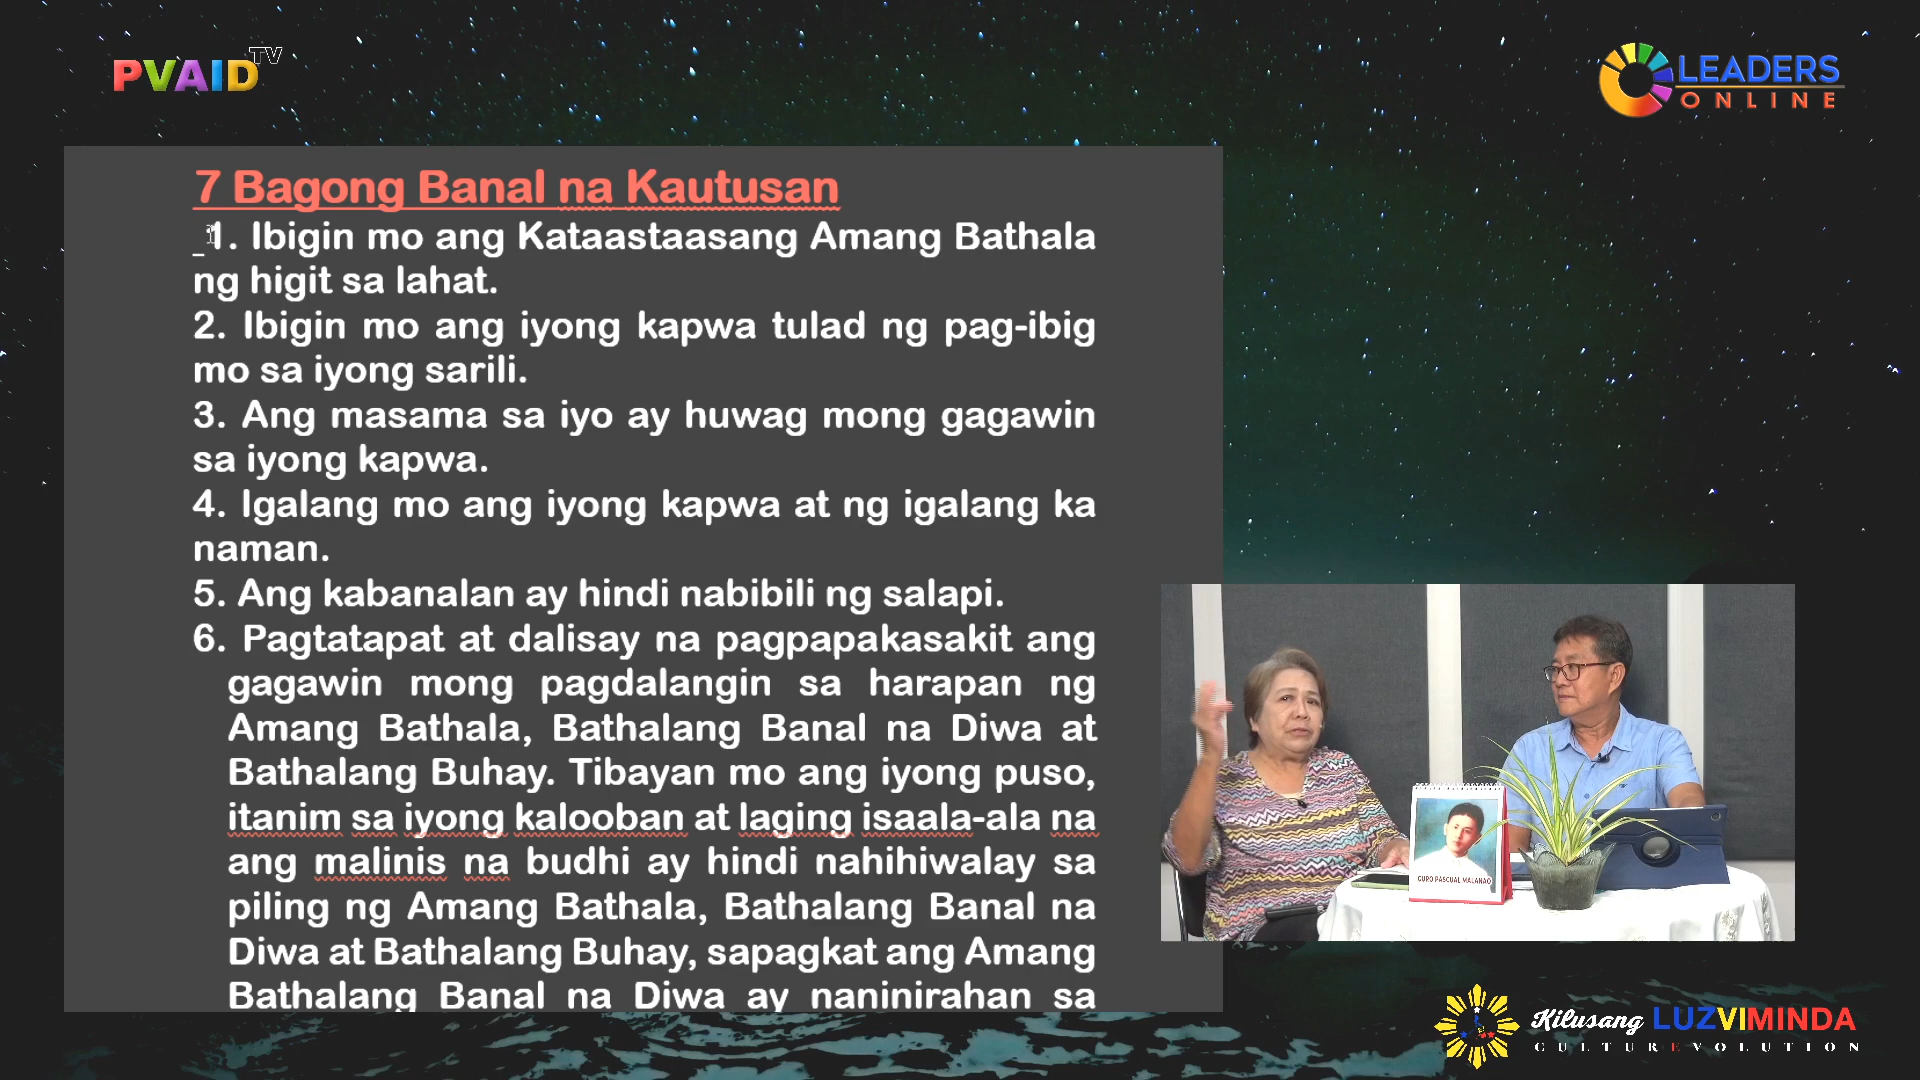 PVAID TV
LEADERS
ONLINE
7 Bagong Banal na Kautusan
_1. Ibigin mo ang Kataastaasang Amang Bathala
ng higit sa lahat.
2. Ibigin mo ang iyong kapwa tulad ng pag-ibig
mo sa iyong sarili.
3. Ang masama sa iyo ay huwag mong gagawin
sa iyong kapwa.
4. Igalang mo ang iyong kapwa at ng igalang ka
naman.
5. Ang kabanalan ay hindi nabibili ng salapi.
6. Pagtatapat at dalisay na pagpapakasakit ang
gagawin mong pagdalangin sa harapan ng
Amang Bathala, Bathalang Banal na Diwa at
Bathalang Buhay. Tibayan mo ang iyong puso,
itanim sa iyong kalooban at laging isaala-ala na
ang malinis na budhi ay hindi nahihiwalay sa
piling ng Amang Bathala, Bathalang Banal na
Diwa at Bathalang Buhay, sapagkat ang Amang
Bathalang Banal na Diwa ay naninirahan sa
GURO PASCUAL MALANAO
Kilusang LUZVIMINDA
CULTUREVOLUTION